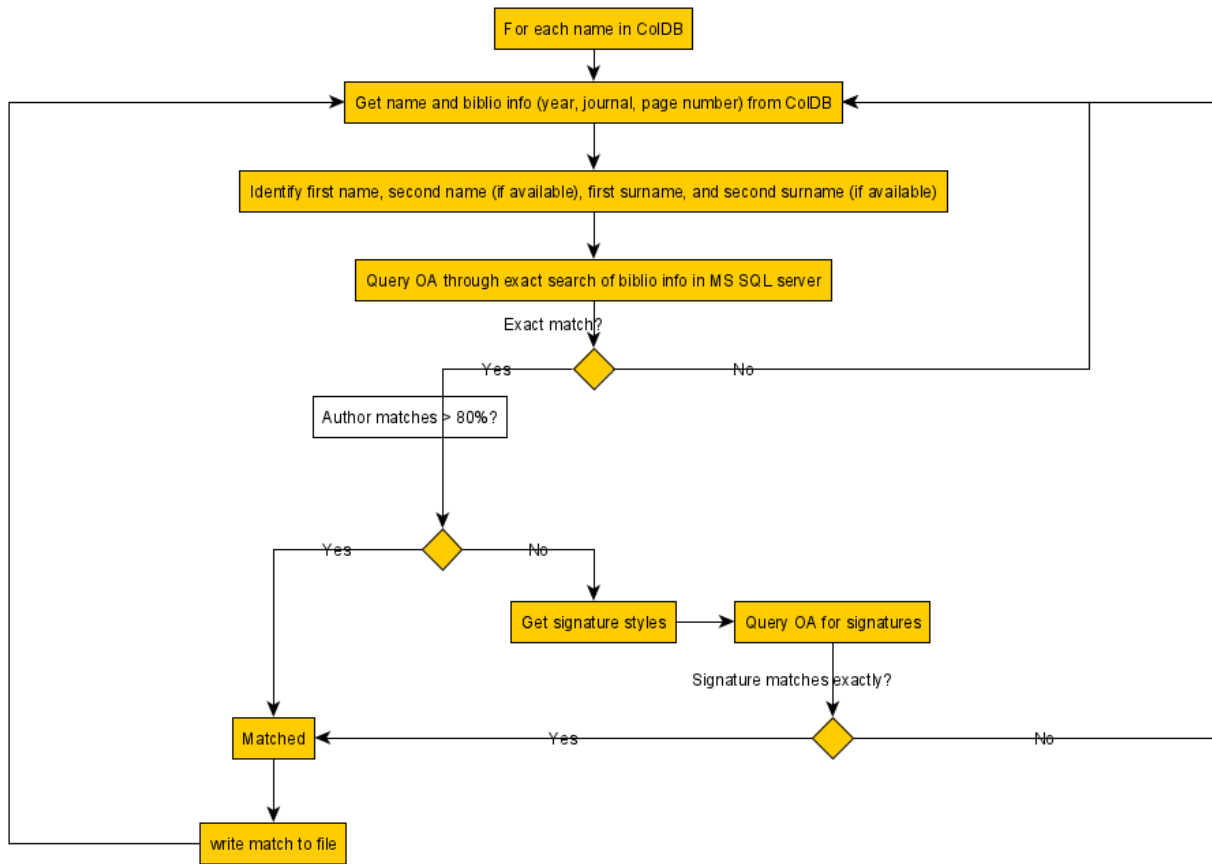 For each name in ColDB
Get name and biblio info (year, journal, page number) from ColDB
Identify first name, second name (if available), first surname, and second surname (if available)
Query OA through exact search of biblio info in MS SQL server
Exact match?
Yes
No
Author matches > 80%?
Yes
No
Get signature styles
Query OA for signatures
Signature matches exactly?
Matched
Yes
No
write match to file